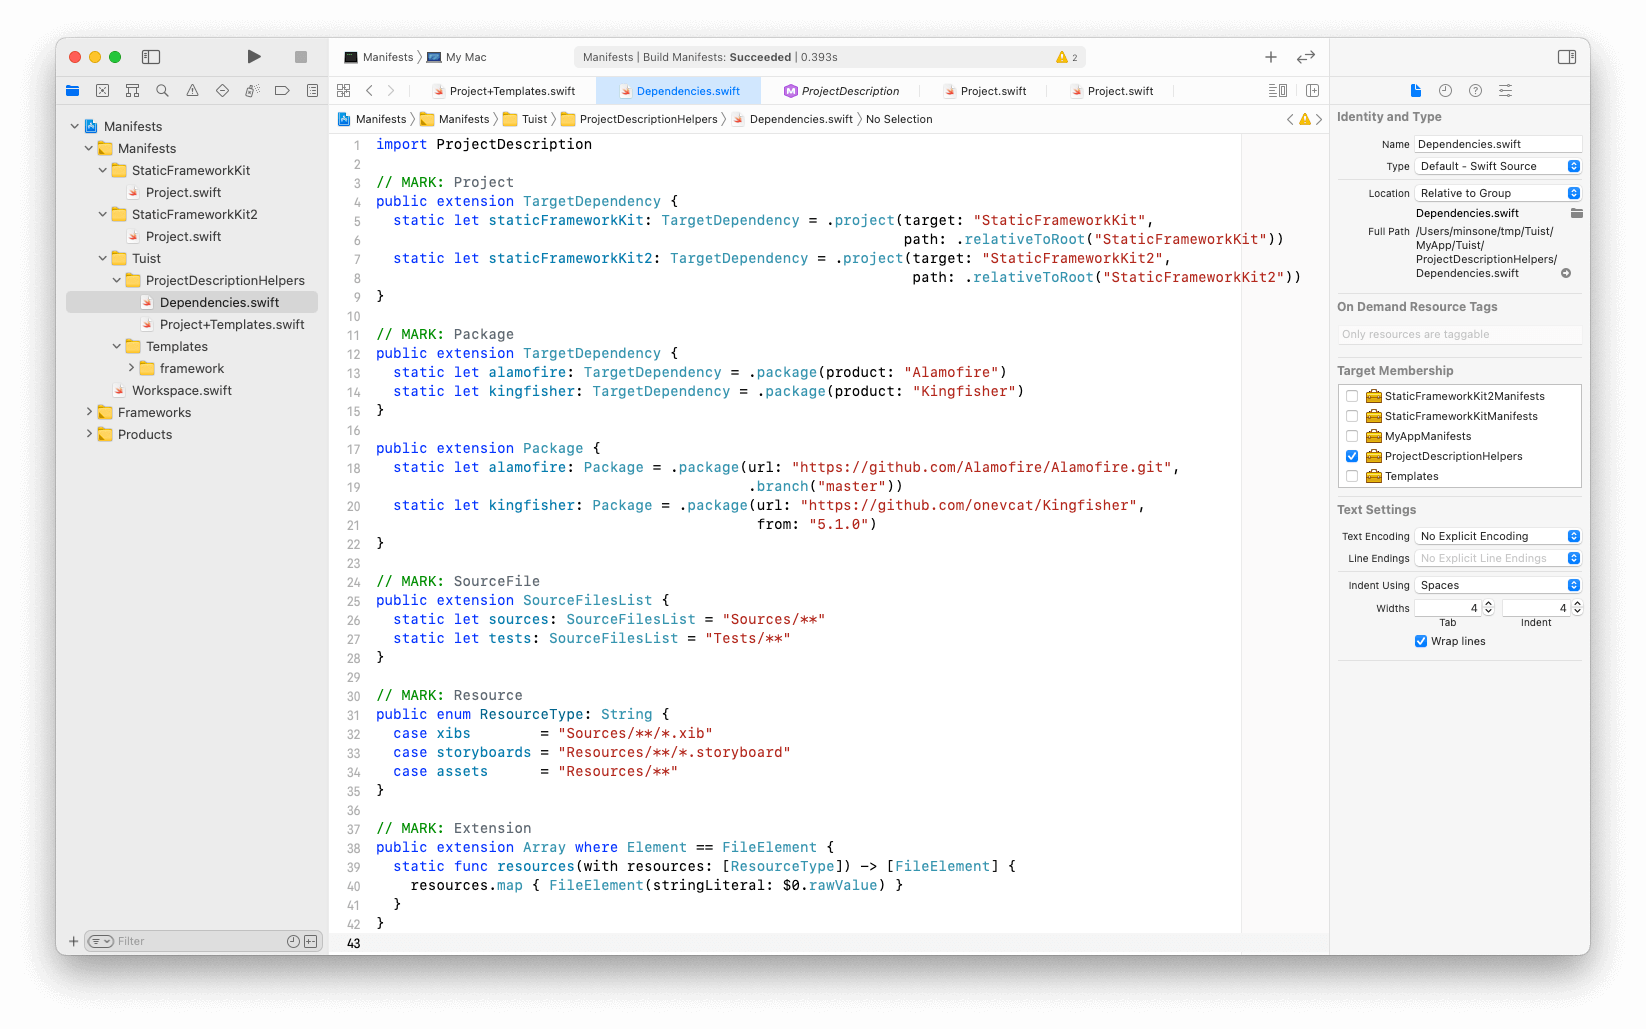 Manifests My Mac
Manifests | Build Manifests: Succeeded | 0.393s
2
Project+Templates.swift
Dependencies.swift
ProjectDescription
Project.swift
Project.swift
Manifests Manifests Tuist ProjectDescriptionHelpers Dependencies.swift No Selection
Manifests
Manifests
StaticFrameworkKit
Project.swift
StaticFrameworkKit2
Project.swift
Tuist
ProjectDescriptionHelpers
Dependencies.swift
Project+Templates.swift
Templates
framework
Workspace.swift
Frameworks
Products
Filter
1 import ProjectDescription
2
3 // MARK: Project
4 public extension TargetDependency {
5 static let staticFrameworkKit: TargetDependency = .project(target: "StaticFrameworkKit",
6 path: .relativeToRoot("StaticFrameworkKit"))
7 static let staticFrameworkKit2: TargetDependency = .project(target: "StaticFrameworkKit2",
8 path: .relativeToRoot("StaticFrameworkKit2"))
9 }
10
11 // MARK: Package
12 public extension TargetDependency {
13 static let alamofire: TargetDependency = .package(product: "Alamofire")
14 static let kingfisher: TargetDependency = .package(product: "Kingfisher")
15 }
16
17 public extension Package {
18 static let alamofire: Package = .package(url: "https://github.com/Alamofire/Alamofire.git",
19 .branch("master"))
20 static let kingfisher: Package = .package(url: "https://github.com/onevcat/Kingfisher",
21 from: "5.1.0")
22 }
23
24 // MARK: SourceFile
25 public extension SourceFilesList {
26 static let sources: SourceFilesList = "Sources/**"
27 static let tests: SourceFilesList = "Tests/**"
28 }
29
30 // MARK: Resource
31 public enum ResourceType: String {
32 case xibs = "Sources/**/*.xib"
33 case storyboards = "Resources/**/*.storyboard"
34 case assets = "Resources/**"
35 }
36
37 // MARK: Extension
38 public extension Array where Element == FileElement {
39 static func resources(with resources: [ResourceType]) -> [FileElement] {
40 resources.map { FileElement(stringLiteral: $0.rawValue) }
41 }
42 }
43
Identity and Type
Name Dependencies.swift
Type Default - Swift Source
Location Relative to Group
Dependencies.swift
Full Path /Users/minsone/tmp/Tuist/
MyApp/Tuist/
ProjectDescriptionHelpers/
Dependencies.swift
On Demand Resource Tags
Only resources are taggable
Target Membership
StaticFrameworkKit2Manifests
StaticFrameworkKitManifests
MyAppManifests
ProjectDescriptionHelpers
Templates
Text Settings
Text Encoding No Explicit Encoding
Line Endings No Explicit Line Endings
Indent Using Spaces
Widths 4 4
Tab Indent
Wrap lines